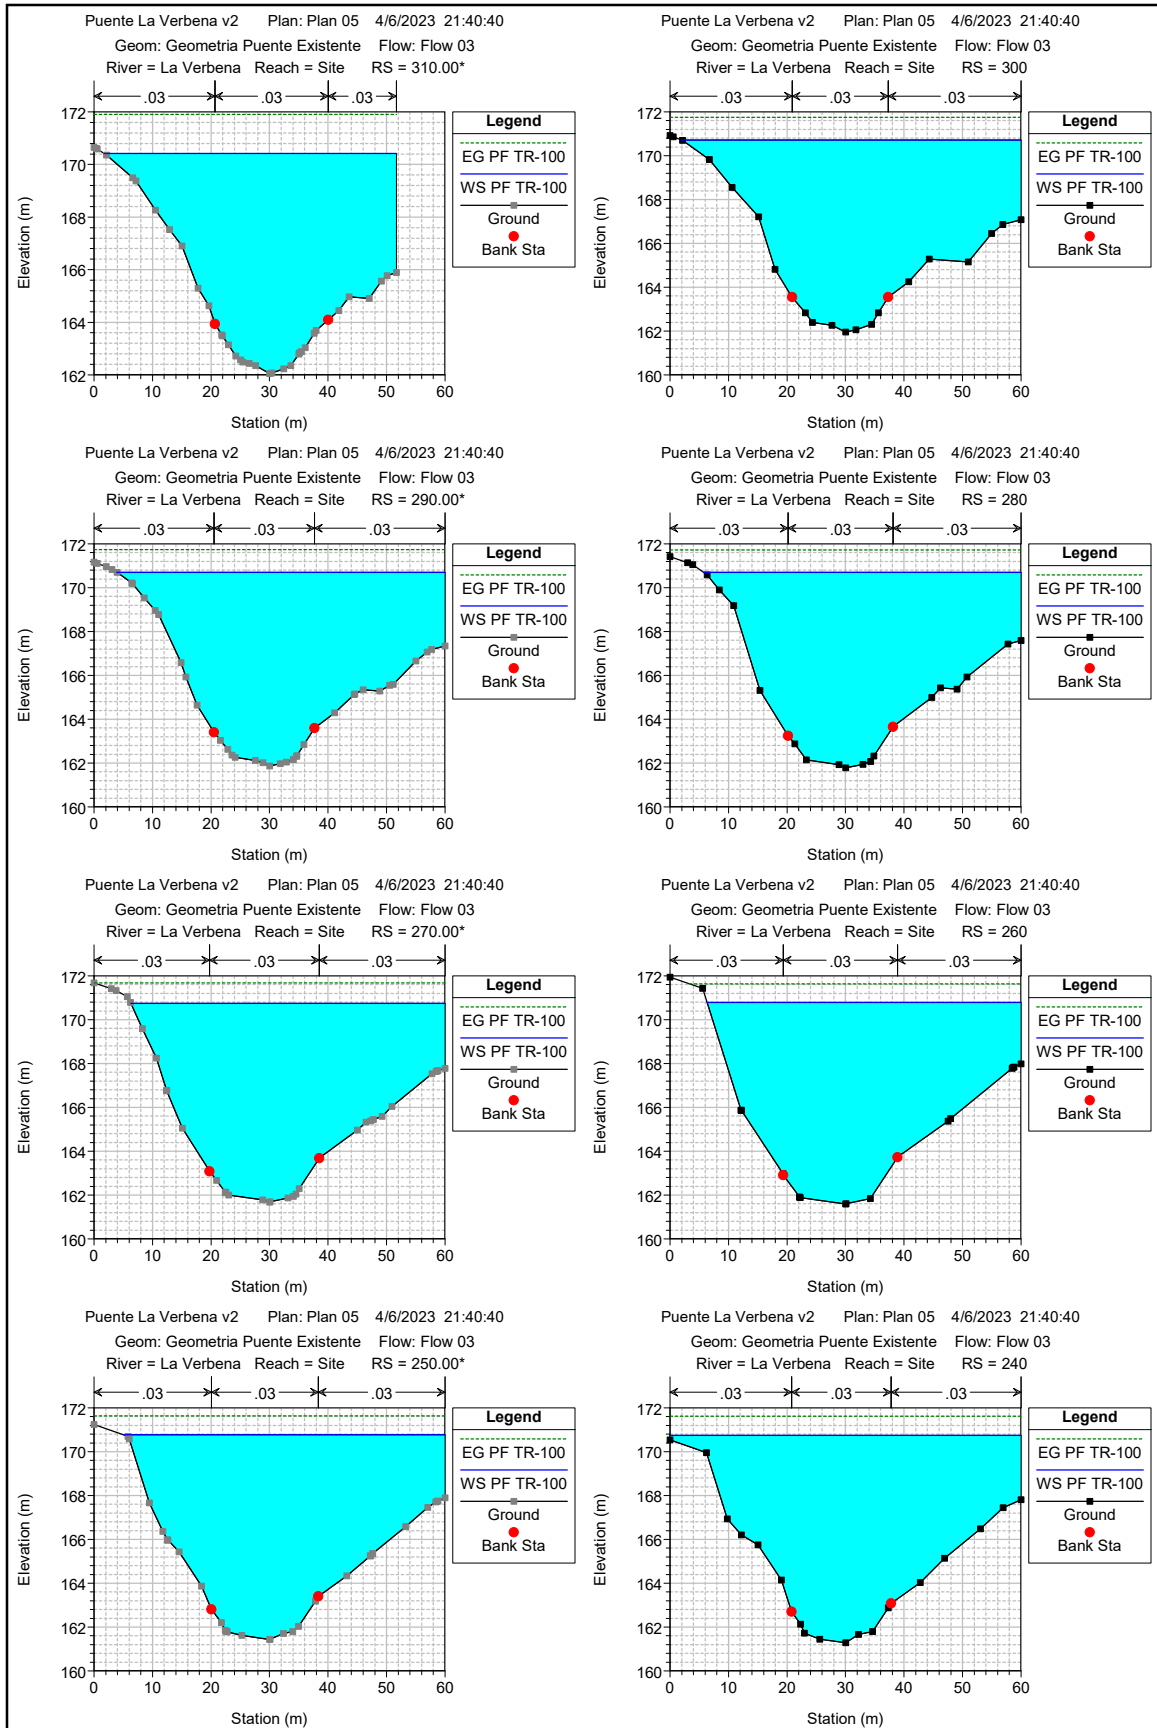 Puente La Verbena v2 Plan: Plan 05 4/6/2023 21:40:40
Geom: Geometria Puente Existente Flow: Flow 03
River = La Verbena Reach = Site RS = 310.00*
.03 .03 .03
Legend
EG PF TR-100
WS PF TR-100
Ground
Bank Sta
Elevation (m)
172
170
168
166
164
162
0 10 20 30 40 50 60
Station (m)
Puente La Verbena v2 Plan: Plan 05 4/6/2023 21:40:40
Geom: Geometria Puente Existente Flow: Flow 03
River = La Verbena Reach = Site RS = 300
.03 .03 .03
Legend
EG PF TR-100
WS PF TR-100
Ground
Bank Sta
Elevation (m)
172
170
168
166
164
162
160
0 10 20 30 40 50 60
Station (m)
Puente La Verbena v2 Plan: Plan 05 4/6/2023 21:40:40
Geom: Geometria Puente Existente Flow: Flow 03
River = La Verbena Reach = Site RS = 290.00*
.03 .03 .03
Legend
EG PF TR-100
WS PF TR-100
Ground
Bank Sta
Elevation (m)
172
170
168
166
164
162
160
0 10 20 30 40 50 60
Station (m)
Puente La Verbena v2 Plan: Plan 05 4/6/2023 21:40:40
Geom: Geometria Puente Existente Flow: Flow 03
River = La Verbena Reach = Site RS = 280
.03 .03 .03
Legend
EG PF TR-100
WS PF TR-100
Ground
Bank Sta
Elevation (m)
172
170
168
166
164
162
160
0 10 20 30 40 50 60
Station (m)
Puente La Verbena v2 Plan: Plan 05 4/6/2023 21:40:40
Geom: Geometria Puente Existente Flow: Flow 03
River = La Verbena Reach = Site RS = 270.00*
.03 .03 .03
Legend
EG PF TR-100
WS PF TR-100
Ground
Bank Sta
Elevation (m)
172
170
168
166
164
162
160
0 10 20 30 40 50 60
Station (m)
Puente La Verbena v2 Plan: Plan 05 4/6/2023 21:40:40
Geom: Geometria Puente Existente Flow: Flow 03
River = La Verbena Reach = Site RS = 260
.03 .03 .03
Legend
EG PF TR-100
WS PF TR-100
Ground
Bank Sta
Elevation (m)
172
170
168
166
164
162
160
0 10 20 30 40 50 60
Station (m)
Puente La Verbena v2 Plan: Plan 05 4/6/2023 21:40:40
Geom: Geometria Puente Existente Flow: Flow 03
River = La Verbena Reach = Site RS = 250.00*
.03 .03 .03
Legend
EG PF TR-100
WS PF TR-100
Ground
Bank Sta
Elevation (m)
172
170
168
166
164
162
160
0 10 20 30 40 50 60
Station (m)
Puente La Verbena v2 Plan: Plan 05 4/6/2023 21:40:40
Geom: Geometria Puente Existente Flow: Flow 03
River = La Verbena Reach = Site RS = 240
.03 .03 .03
Legend
EG PF TR-100
WS PF TR-100
Ground
Bank Sta
Elevation (m)
172
170
168
166
164
162
160
0 10 20 30 40 50 60
Station (m)